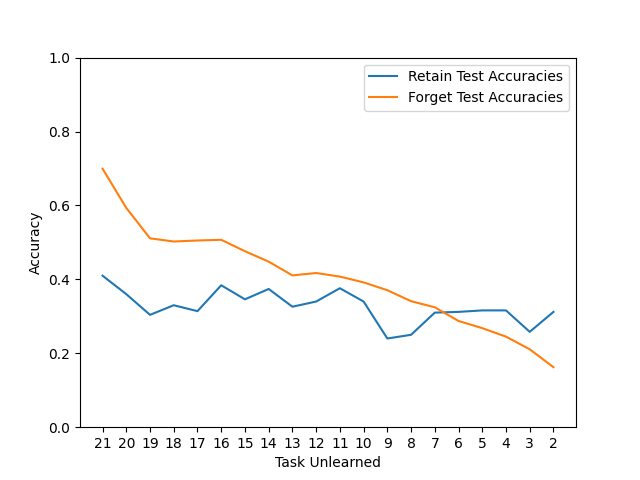 1.0
0.8
0.6
0.4
0.2
0.0
Accuracy
Retain Test Accuracies
Forget Test Accuracies
21 20 19 18 17 16 15 14 13 12 11 10 9 8 7 6 5 4 3 2
Task Unlearned